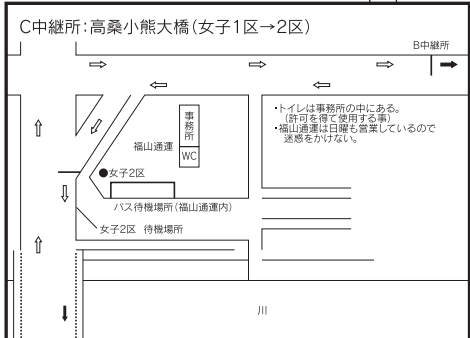 C中継所：高桑小熊大橋(女子1区→2区)
B中継所
・トイレは事務所の中にある。
(許可を得て使用する事)
・福山通運は日曜も営業しているので
迷惑をかけない。
事務所
福山通運
WC
女子2区
バス待機場所(福山通運内)
女子2区 待機場所
川